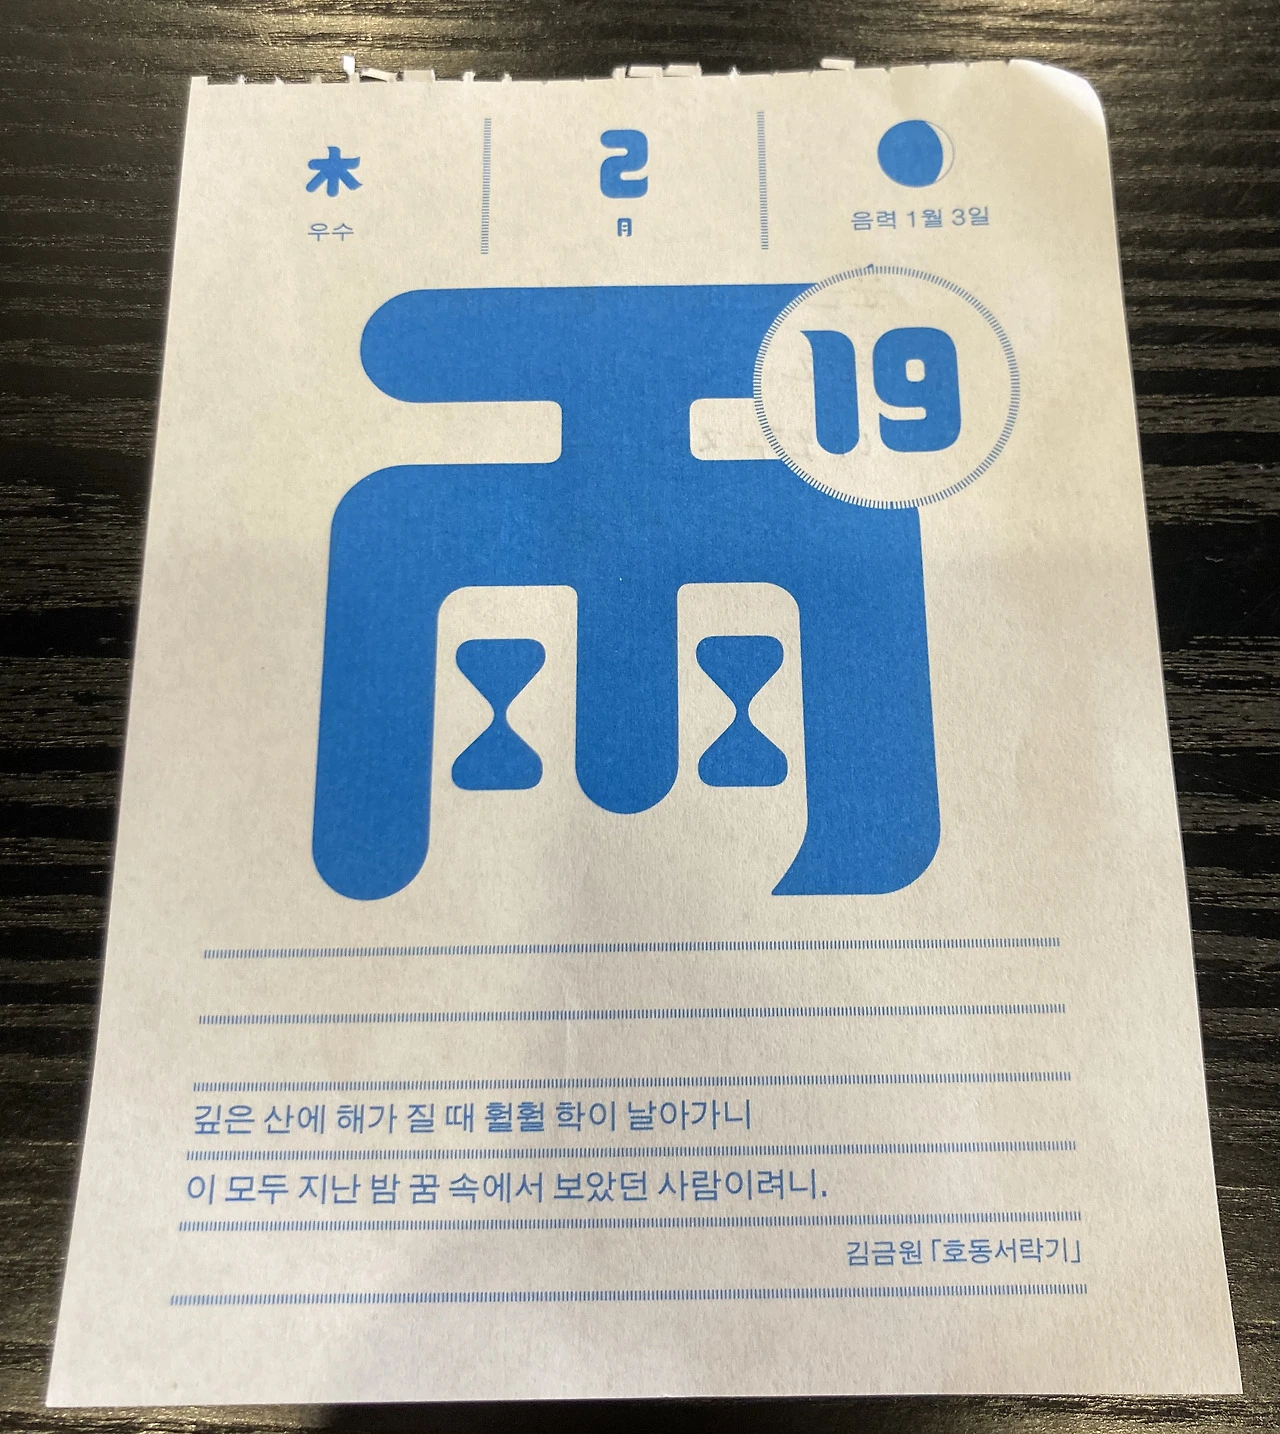 木
우수
2
月
음력 1월 3일
雨
19
깊은 산에 해가 질 때 훨훨 학이 날아가니
이 모두 지난 밤 꿈 속에서 보았던 사람이려니.
김금원 ｢호동서락기｣